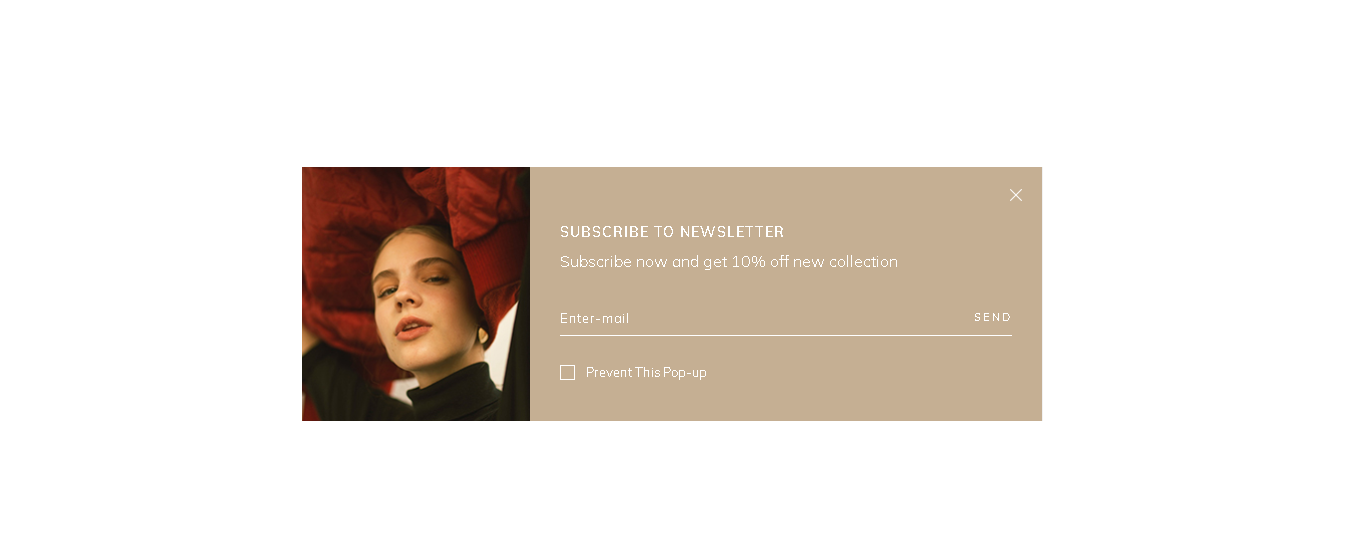 SUBSCRIBE TO NEWSLETTER
Subscribe now and get 10% off new collection
Enter-mail
SEND
Prevent This Pop-up